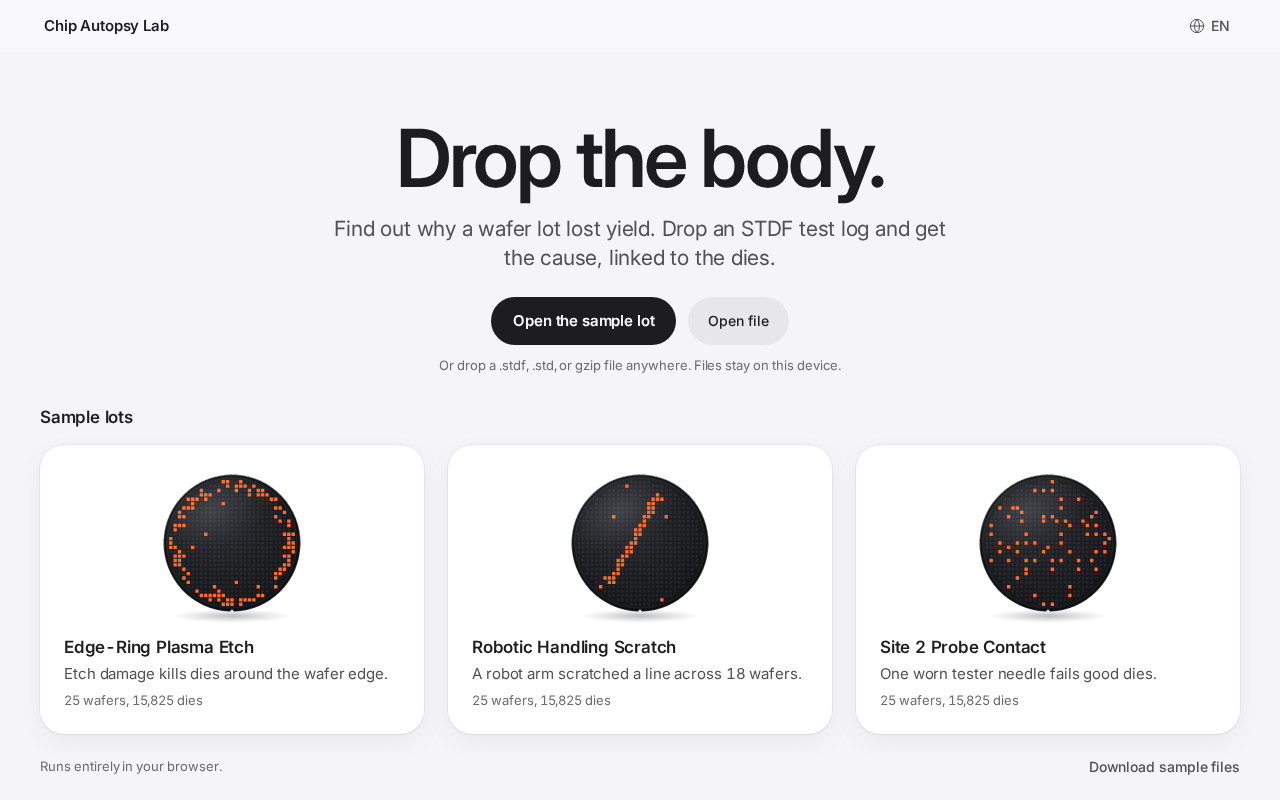 Chip Autopsy Lab
EN
Drop the body.
Find out why a wafer lot lost yield. Drop an STDF test log and get
the cause, linked to the dies.
Open the sample lot
Open file
Or drop a .stdf, .std, or gzip file anywhere. Files stay on this device.
Sample lots
Edge-Ring Plasma Etch
Etch damage kills dies around the wafer edge.
25 wafers, 15,825 dies
Robotic Handling Scratch
A robot arm scratched a line across 18 wafers.
25 wafers, 15,825 dies
Site 2 Probe Contact
One worn tester needle fails good dies.
25 wafers, 15,825 dies
Runs entirely in your browser.
Download sample files